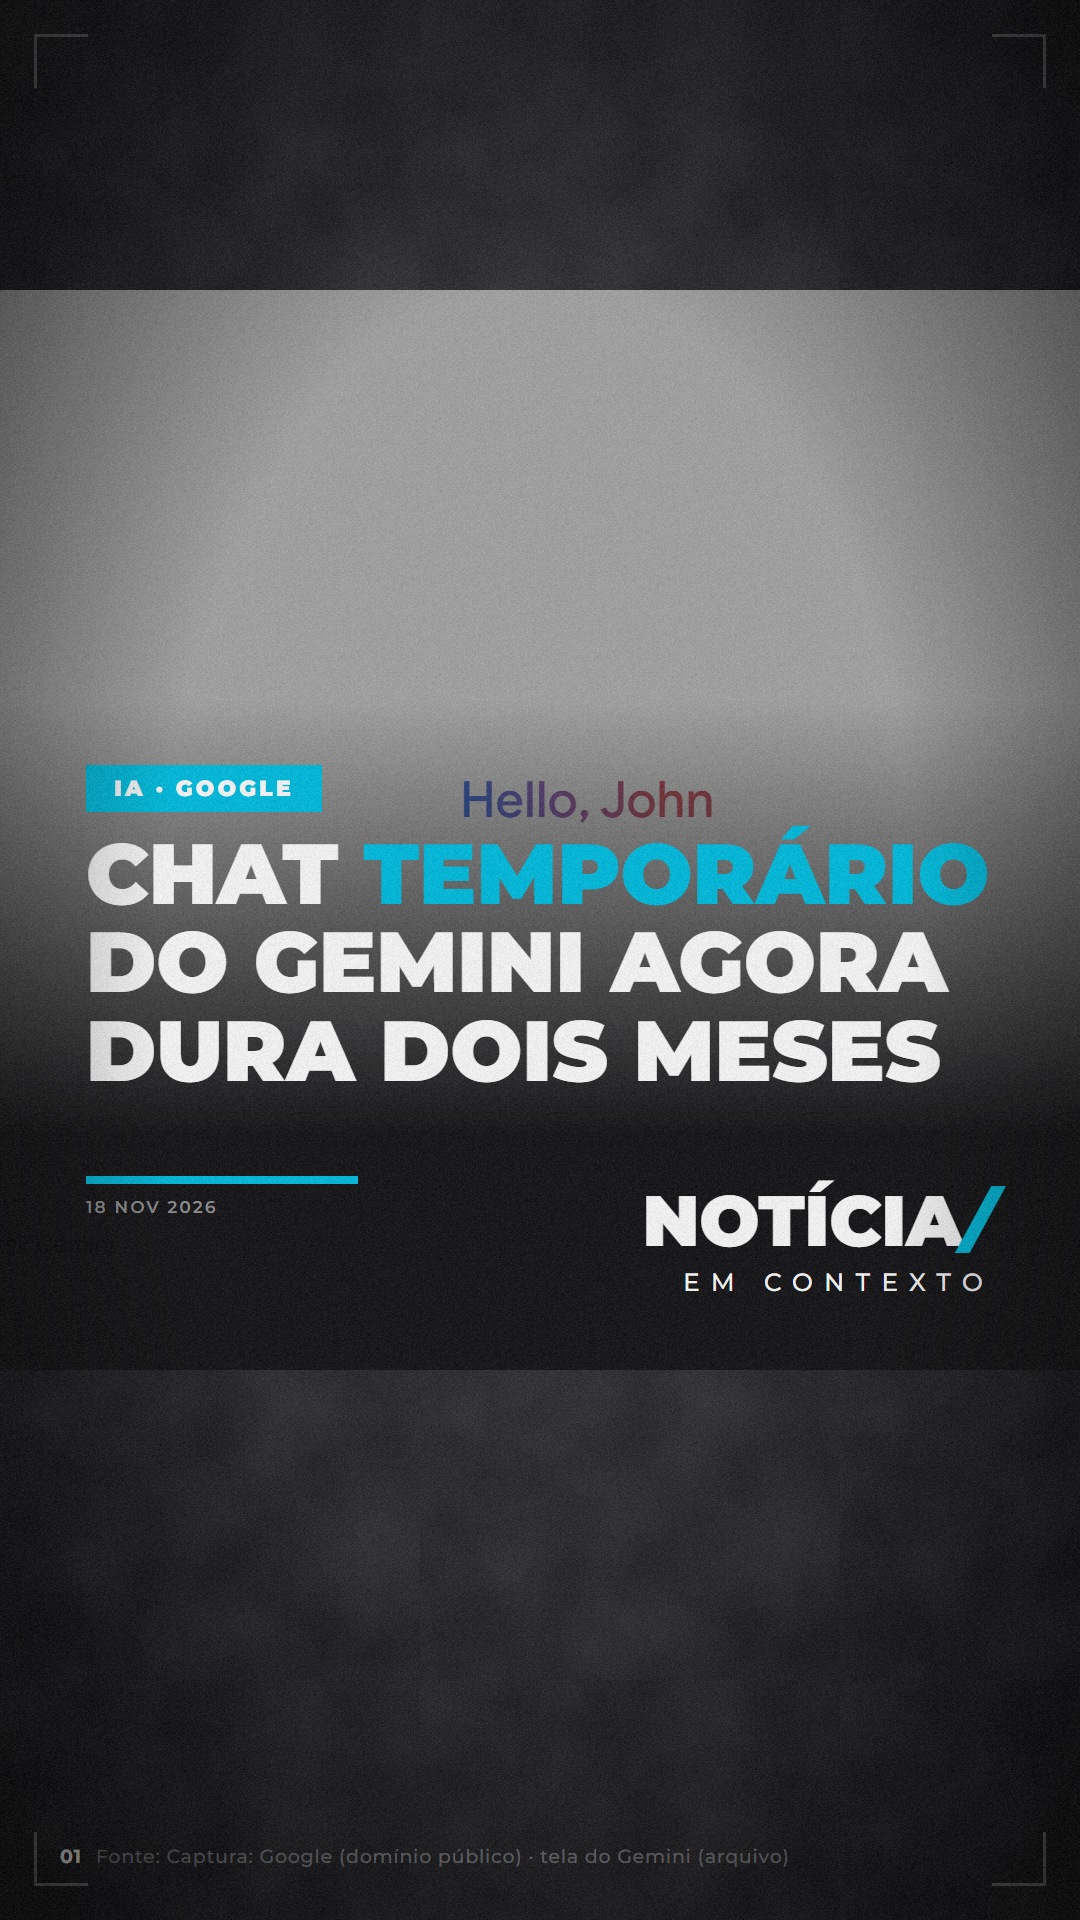 IA • GOOGLE
Hello, John
CHAT TEMPORÁRIO
DO GEMINI AGORA
DURA DOIS MESES
18 NOV 2026
NOTÍCIA/
EM CONTEXTO
01 Fonte: Captura: Google (domínio público) · tela do Gemini (arquivo)